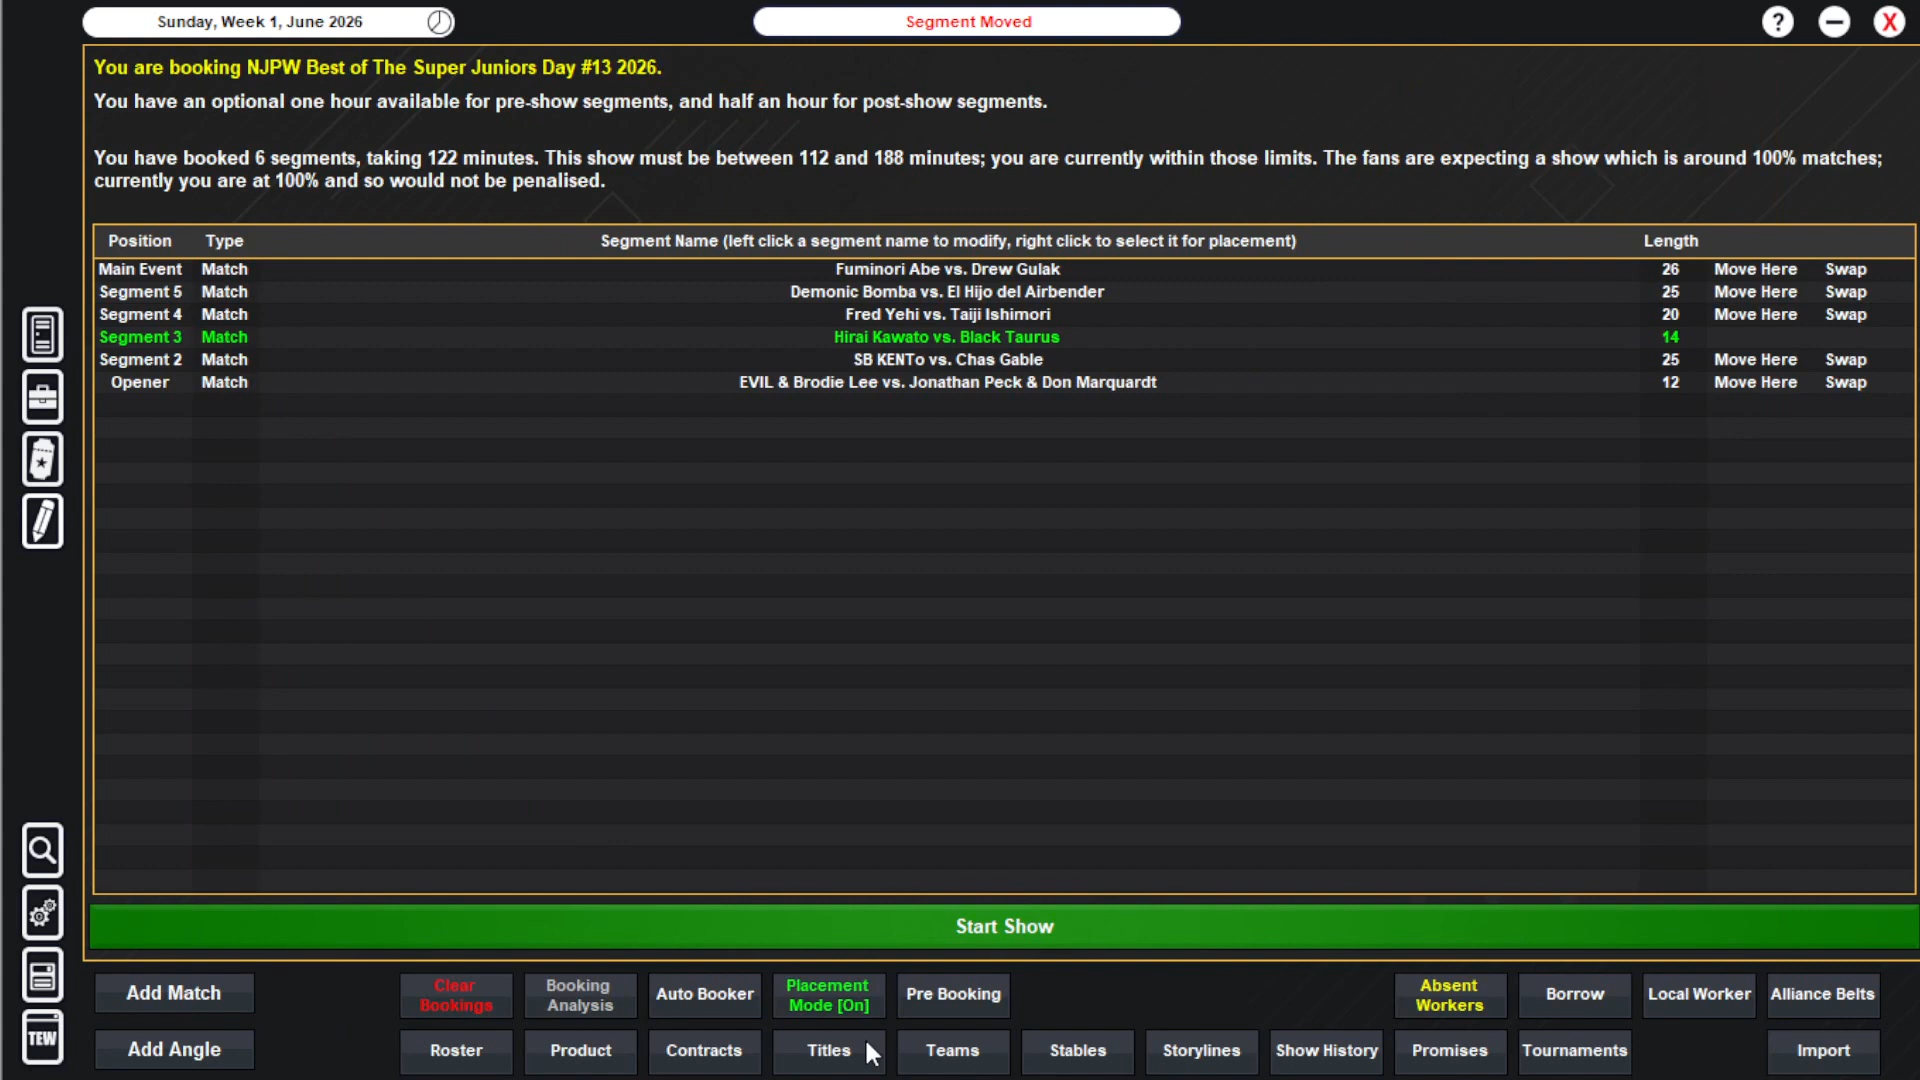 Sunday, Week 1, June 2026
Segment Moved
?
X
You are booking NJPW Best of The Super Juniors Day #13 2026.
You have an optional one hour available for pre-show segments, and half an hour for post-show segments.
You have booked 6 segments, taking 122 minutes. This show must be between 112 and 188 minutes; you are currently within those limits. The fans are expecting a show which is around 100% matches;
currently you are at 100% and so would not be penalised.
Position Type Segment Name (left click a segment name to modify, right click to select it for placement) Length
Main Event Match Fuminori Abe vs. Drew Gulak 26 Move Here Swap
Segment 5 Match Demonic Bomba vs. El Hijo del Airbender 25 Move Here Swap
Segment 4 Match Fred Yehi vs. Taiji Ishimori 20 Move Here Swap
Segment 3 Match Hirai Kawato vs. Black Taurus 14
Segment 2 Match SB KENTo vs. Chas Gable 25 Move Here Swap
Opener Match EVIL & Brodie Lee vs. Jonathan Peck & Don Marquardt 12 Move Here Swap
Start Show
Add Match
Clear Bookings
Booking Analysis
Auto Booker
Placement Mode [On]
Pre Booking
Absent Workers
Borrow
Local Worker
Alliance Belts
TEW
Add Angle
Roster
Product
Contracts
Titles
Teams
Stables
Storylines
Show History
Promises
Tournaments
Import